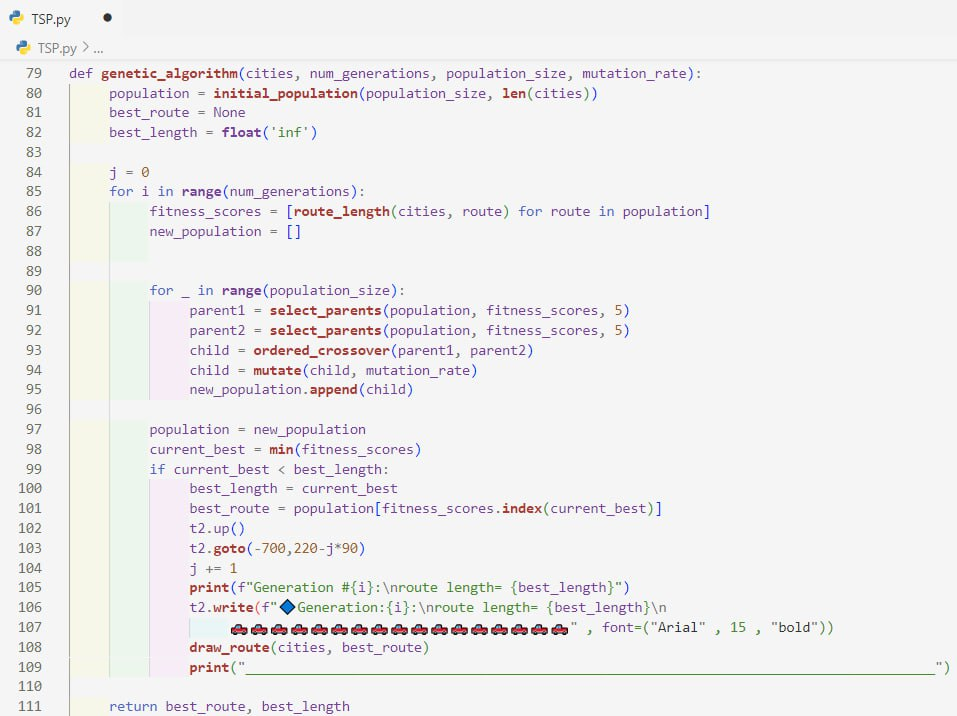 TSP.py ●
TSP.py > ...
79 def genetic_algorithm(cities, num_generations, population_size, mutation_rate):
80     population = initial_population(population_size, len(cities))
81     best_route = None
82     best_length = float('inf')
83
84     j = 0
85     for i in range(num_generations):
86         fitness_scores = [route_length(cities, route) for route in population]
87         new_population = []
88
89
90         for _ in range(population_size):
91             parent1 = select_parents(population, fitness_scores, 5)
92             parent2 = select_parents(population, fitness_scores, 5)
93             child = ordered_crossover(parent1, parent2)
94             child = mutate(child, mutation_rate)
95             new_population.append(child)
96
97         population = new_population
98         current_best = min(fitness_scores)
99         if current_best < best_length:
100             best_length = current_best
101             best_route = population[fitness_scores.index(current_best)]
102             t2.up()
103             t2.goto(-700,220-j*90)
104             j += 1
105             print(f"Generation #{i}:\nroute length= {best_length}")
106             t2.write(f"🔷Generation:{i}:\nroute length= {best_length}\n
107                 🚗🚗🚗🚗🚗🚗🚗🚗🚗🚗🚗🚗🚗🚗🚗🚗🚗" , font=("Arial" , 15 , "bold"))
108             draw_route(cities, best_route)
109             print("______________________________________________________________________________________")
110
111     return best_route, best_length